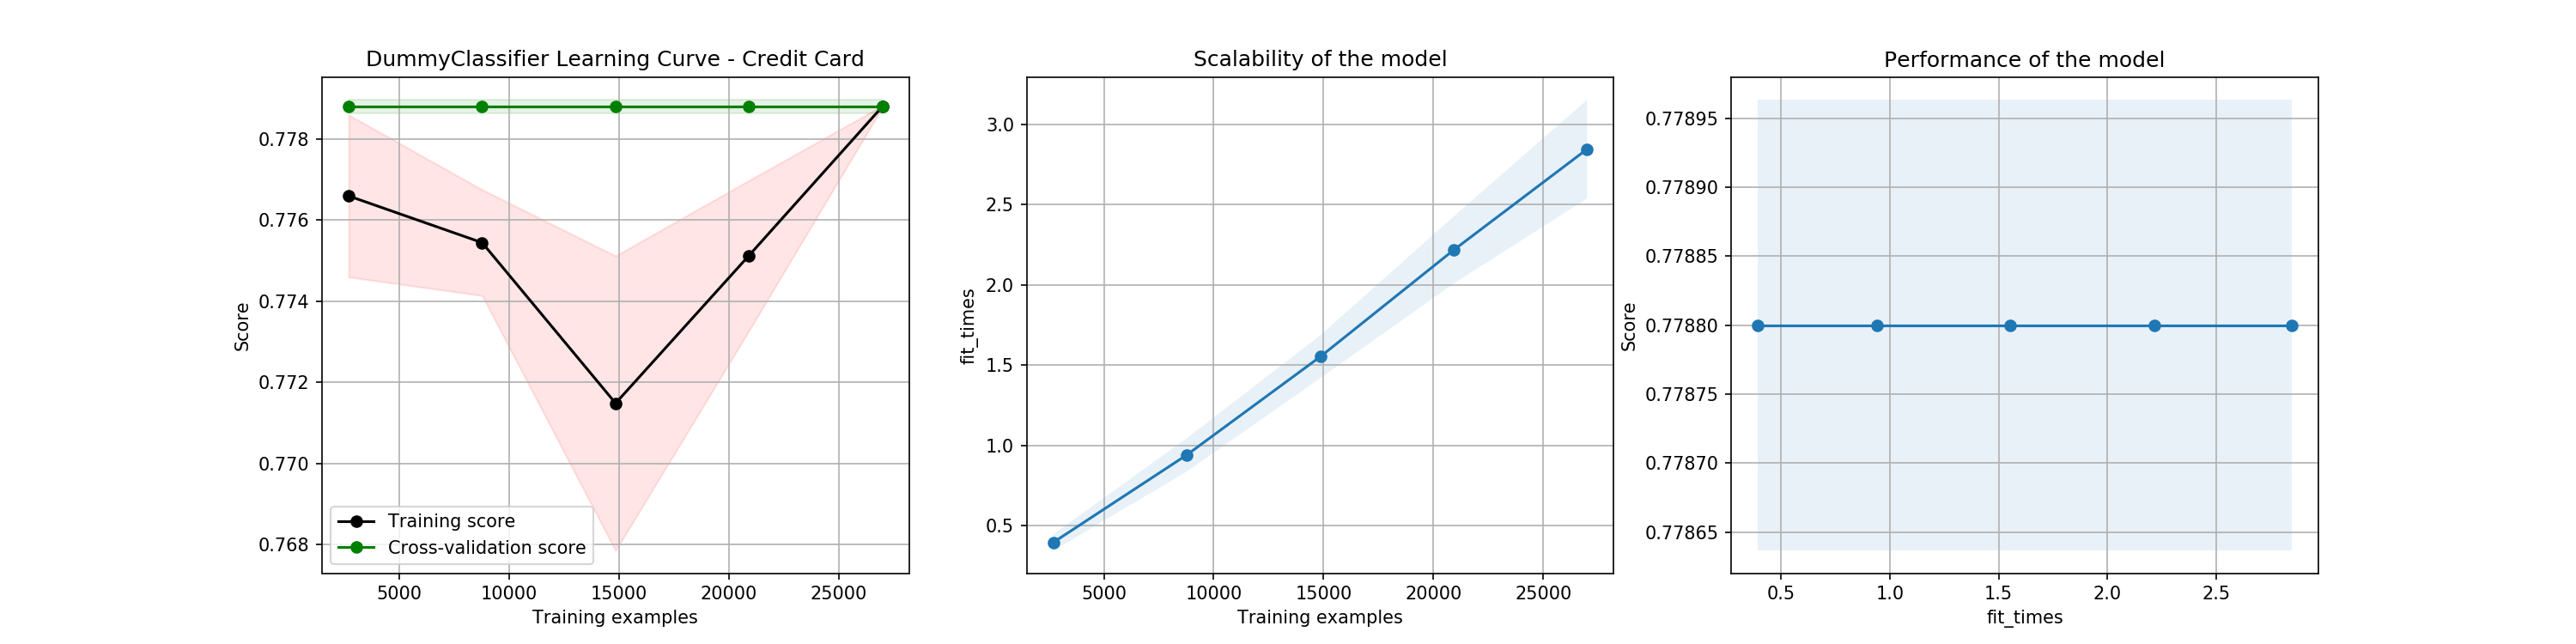 DummyClassifier Learning Curve - Credit Card
Score
0.778
0.776
0.774
0.772
0.770
0.768
Training score
Cross-validation score
5000 10000 15000 20000 25000
Training examples
Scalability of the model
fit_times
3.0
2.5
2.0
1.5
1.0
0.5
5000 10000 15000 20000 25000
Training examples
Performance of the model
Score
0.77895
0.77890
0.77885
0.77880
0.77875
0.77870
0.77865
0.5 1.0 1.5 2.0 2.5
fit_times